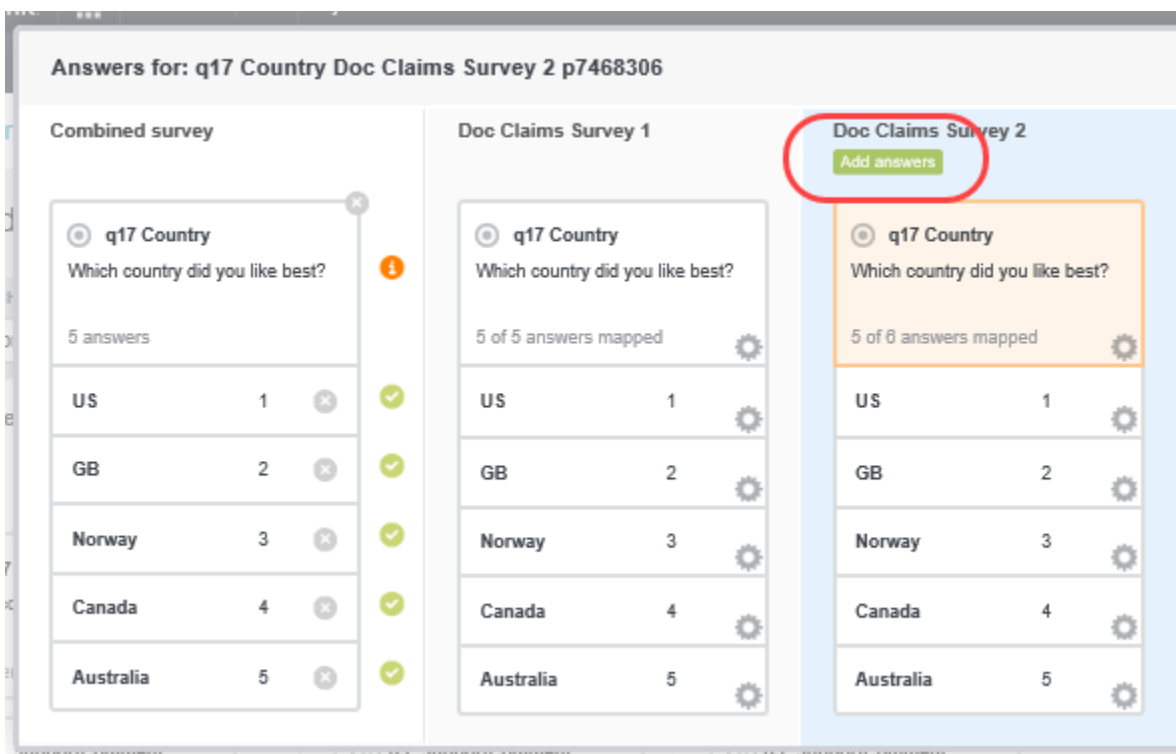 Answers for: q17 Country Doc Claims Survey 2 p7468306
Combined survey
Doc Claims Survey 1
Doc Claims Survey 2
Add answers
q17 Country
Which country did you like best?
5 answers
US 1
GB 2
Norway 3
Canada 4
Australia 5
q17 Country
Which country did you like best?
5 of 5 answers mapped
US 1
GB 2
Norway 3
Canada 4
Australia 5
q17 Country
Which country did you like best?
5 of 6 answers mapped
US 1
GB 2
Norway 3
Canada 4
Australia 5